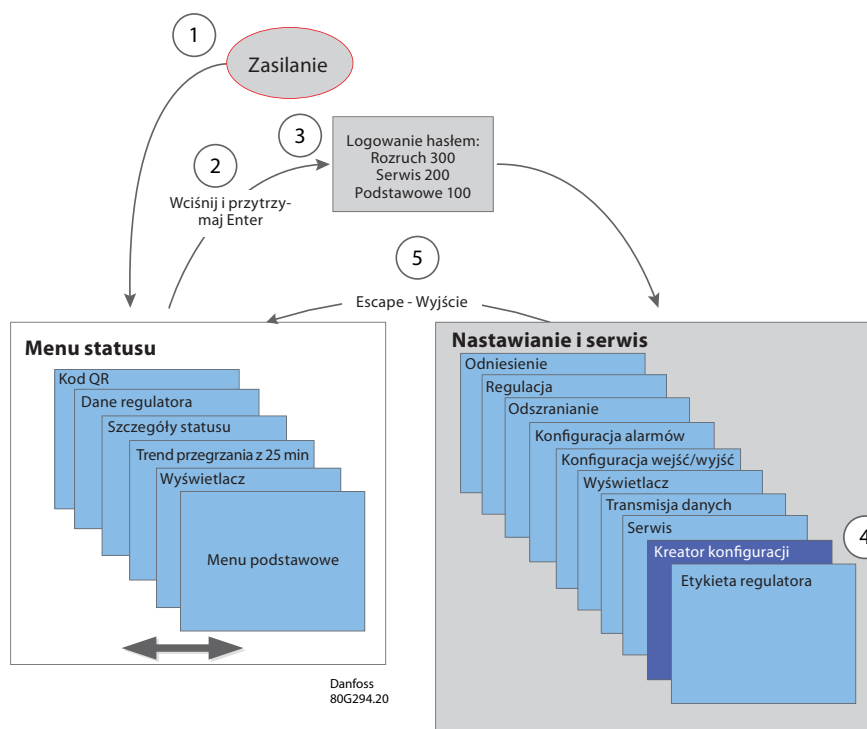 1
Zasilanie
3
Logowanie hasłem:
Rozruch 300
Serwis 200
Podstawowe 100
2
Wciśnij i przytrzy-
maj Enter
5
Escape - Wyjście
Menu statusu
Kod QR
Dane regulatora
Szczegóły statusu
Trend przegrzania z 25 min
Wyświetlacz
Menu podstawowe
Danfoss
80G294.20
Nastawianie i serwis
Odniesienie
Regulacja
Odszranianie
Konfiguracja alarmów
Konfiguracja wejść/wyjść
Wyświetlacz
Transmisja danych
Serwis
Kreator konfiguracji
4
Etykieta regulatora